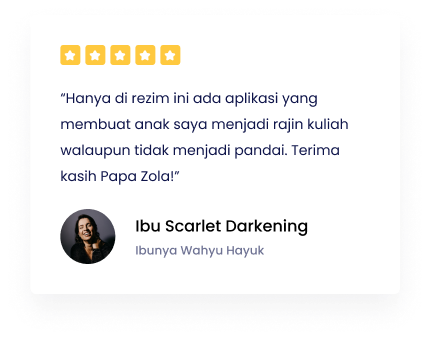 “Hanya di rezim ini ada aplikasi yang
membuat anak saya menjadi rajin kuliah
walaupun tidak menjadi pandai. Terima
kasih Papa Zola!”
Ibu Scarlet Darkening
Ibunya Wahyu Hayuk